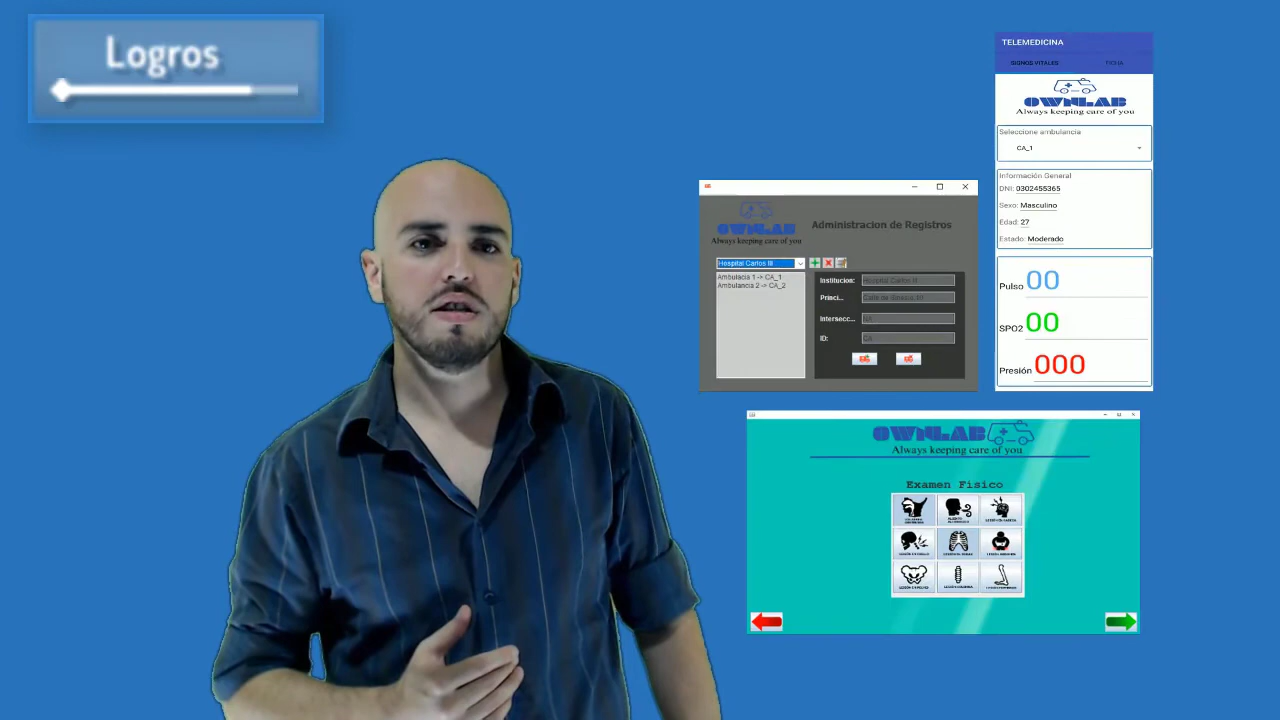 Logros
TELEMEDICINA
SIGNOS VITALES
FICHA
OWNLAB
Always keeping care of you
Seleccione ambulancia
CA_1
Información General
DNI: 0302455365
Sexo: Masculino
Edad: 27
Estado: Moderado
Pulso 00
SPO2 00
Presión 000
OWNLAB
Always keeping care of you
Administracion de Registros
Hospital Carlos III
Ambulacia 1 -> CA_1
Ambulancia 2 -> CA_2
Institucion: Hospital Carlos III
Princi...
Intersecc... NA
ID: CA
OWNLAB
Always keeping care of you
Examen Fisico